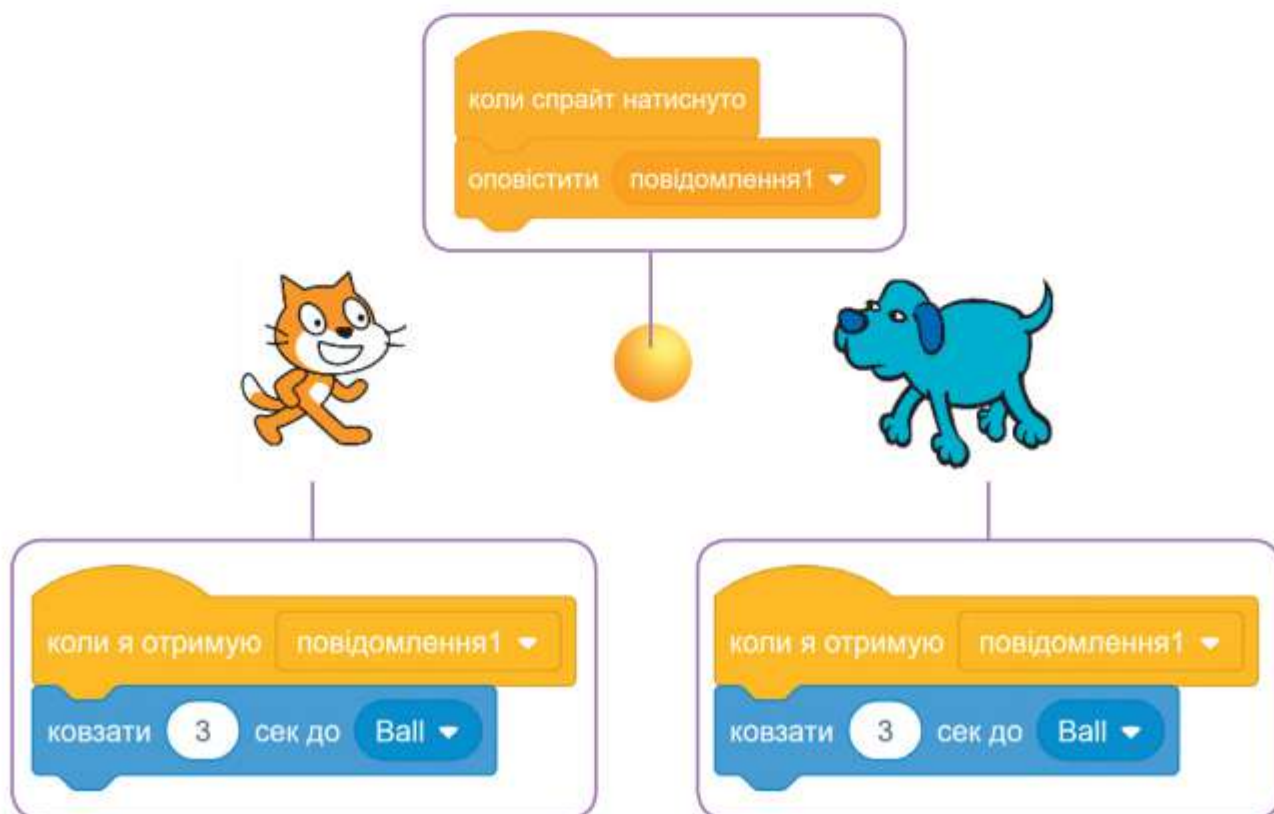 коли спрайт натиснуто
оповістити повідомлення1
коли я отримую повідомлення1
ковзати 3 сек до Ball
коли я отримую повідомлення1
ковзати 3 сек до Ball